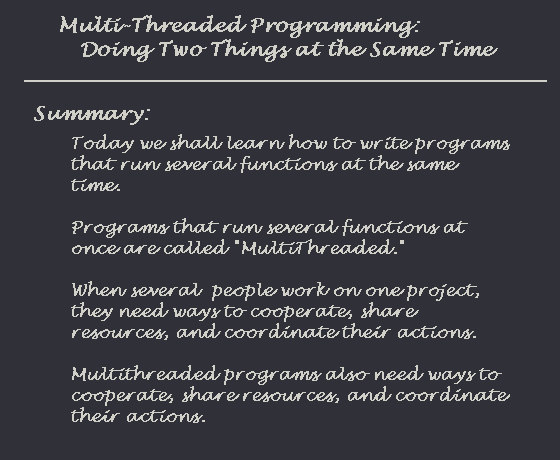 Multi-Threaded Programming:
Doing Two Things at the Same Time
Summary:
Today we shall learn how to write programs
that run several functions at the same
time.
Programs that run several functions at
once are called "MultiThreaded."
When several people work on one project,
they need ways to cooperate, share
resources, and coordinate their actions.
Multithreaded programs also need ways to
cooperate, share resources, and coordinate
their actions.